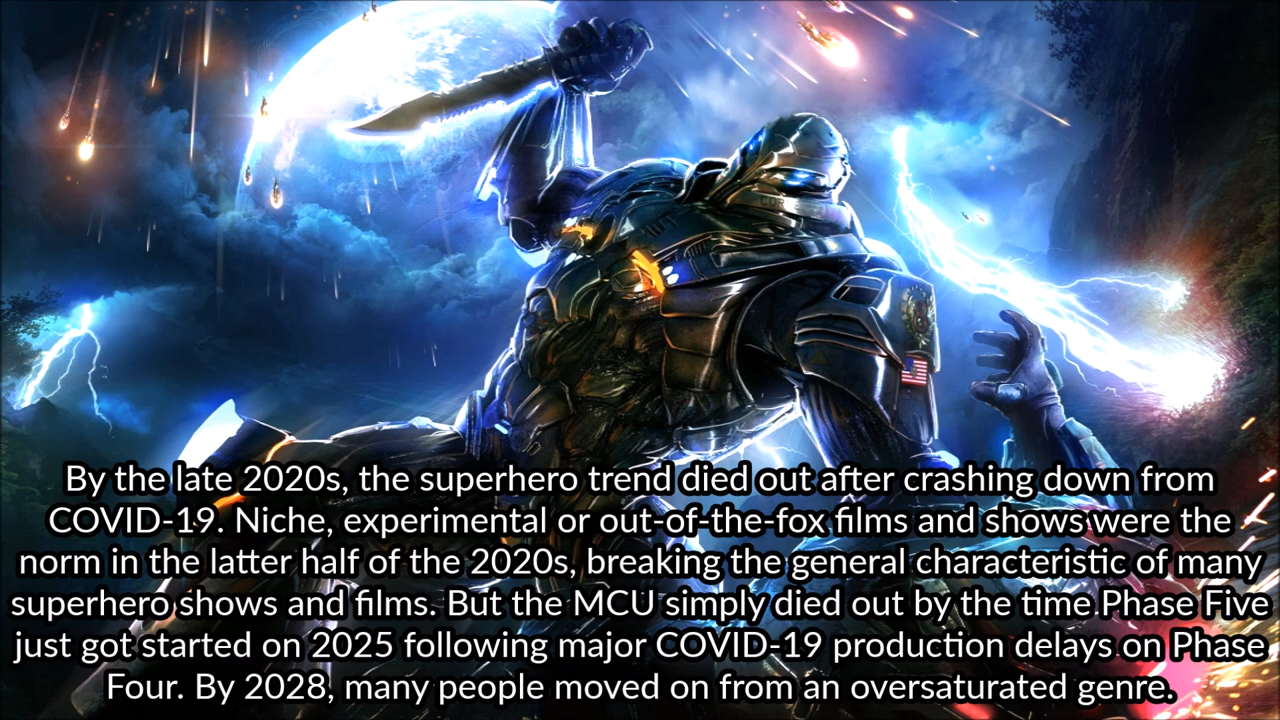 By the late 2020s, the superhero trend died out after crashing down from
COVID-19. Niche, experimental or out-of-the-fox films and shows were the
norm in the latter half of the 2020s, breaking the general characteristic of many
superhero shows and films. But the MCU simply died out by the time Phase Five
just got started on 2025 following major COVID-19 production delays on Phase
Four. By 2028, many people moved on from an oversaturated genre.